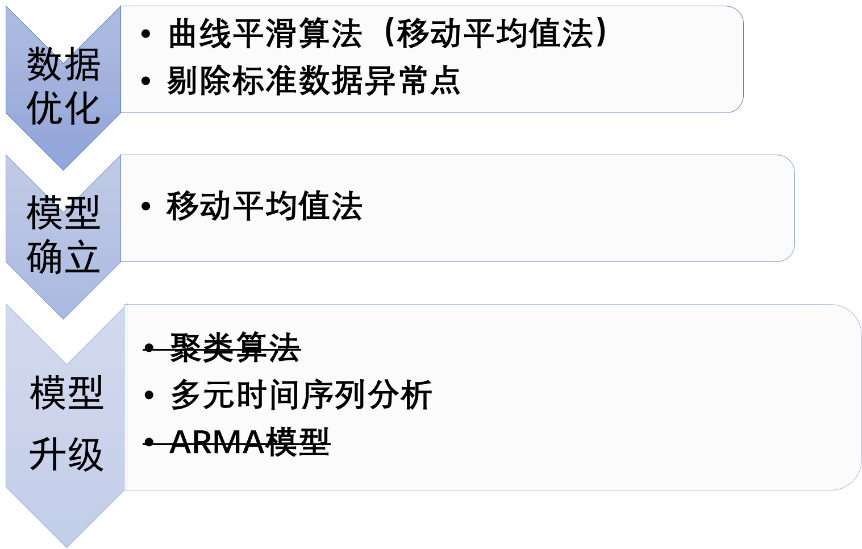 数据
优化
• 曲线平滑算法（移动平均值法）
• 剔除标准数据异常点
模型
确立
• 移动平均值法
模型
升级
• 聚类算法
• 多元时间序列分析
• ARMA模型